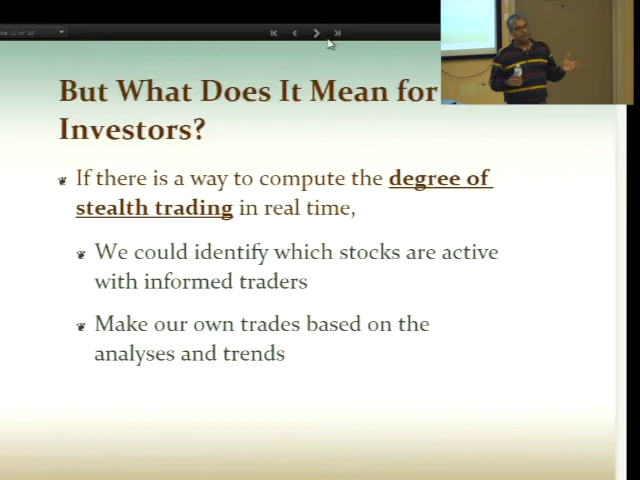 But What Does It Mean for
Investors?
If there is a way to compute the degree of
stealth trading in real time,
We could identify which stocks are active
with informed traders
Make our own trades based on the
analyses and trends